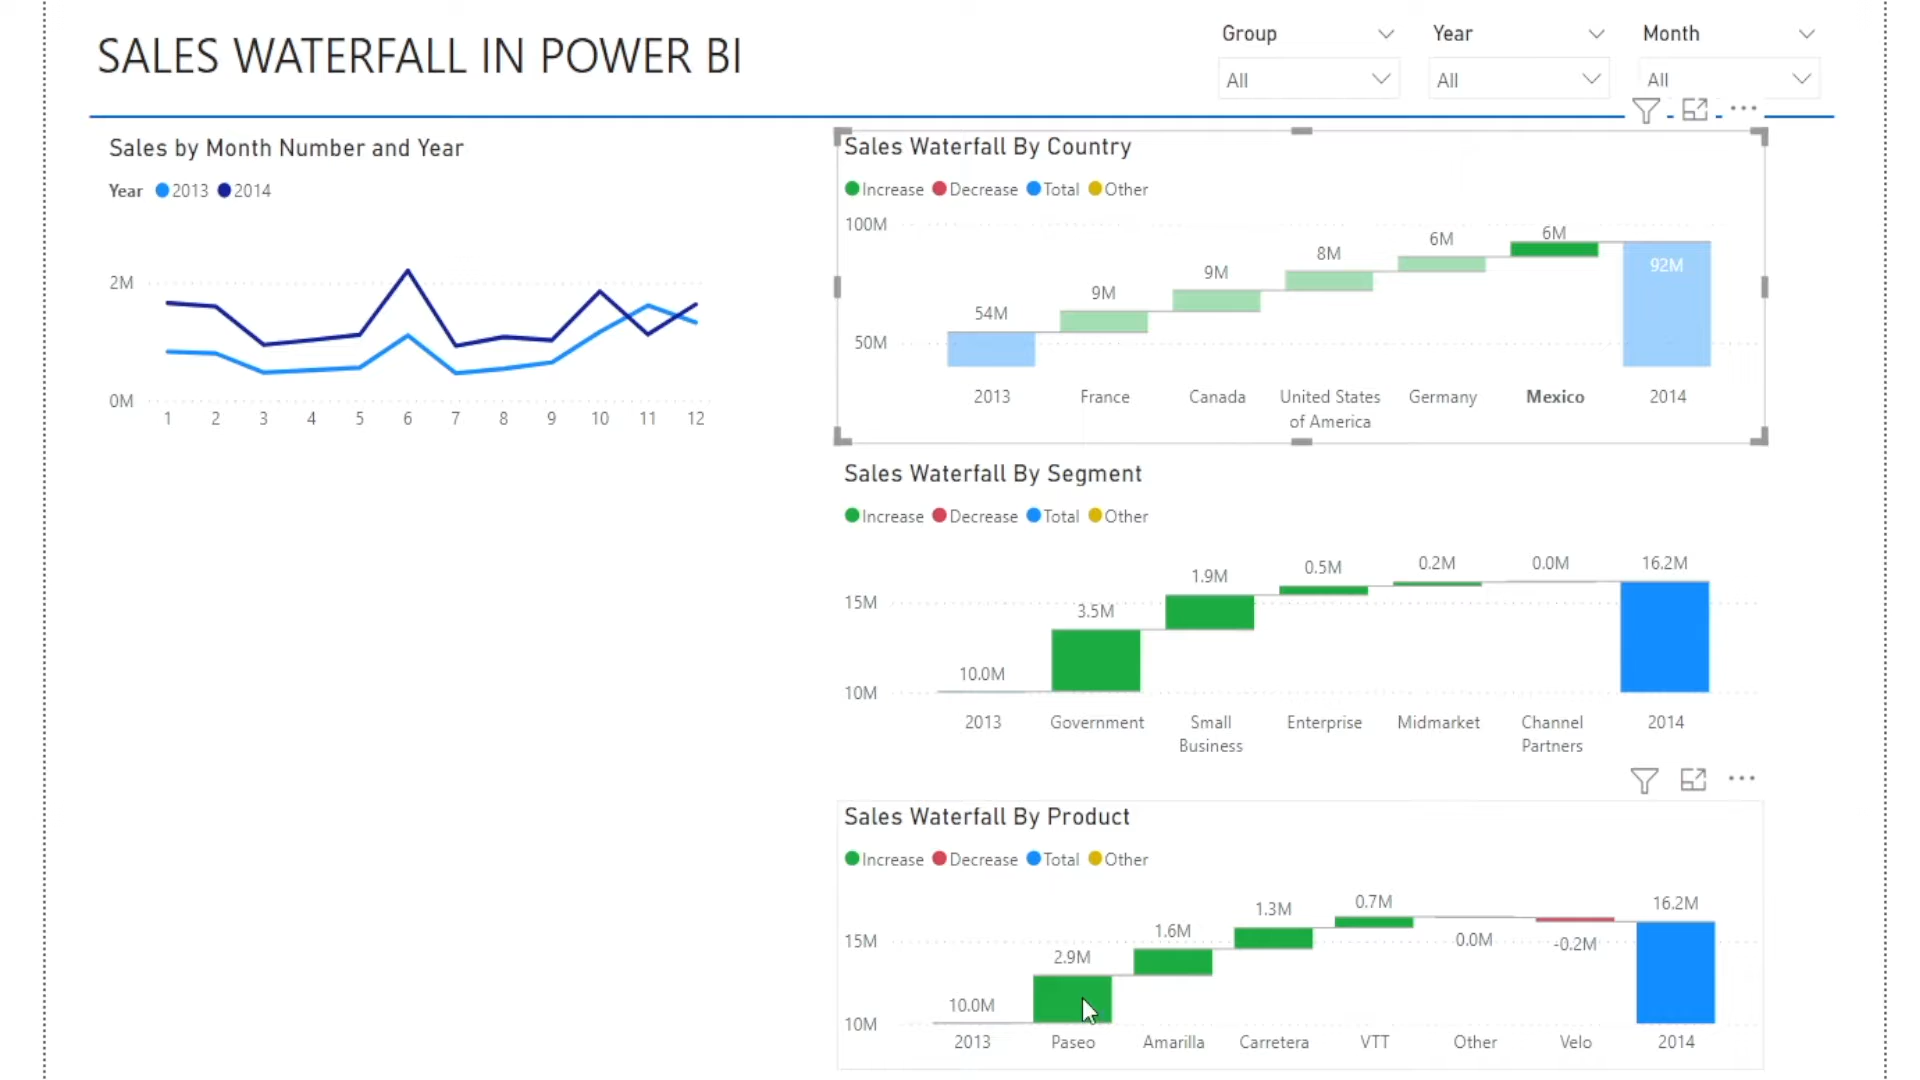 SALES WATERFALL IN POWER BI
Group Year Month
All All All
Sales by Month Number and Year
Year 2013 2014
2M
0M
1 2 3 4 5 6 7 8 9 10 11 12
Sales Waterfall By Country
Increase Decrease Total Other
100M
50M
54M 9M 9M 8M 6M 6M 92M
2013 France Canada United States Germany Mexico 2014
of America
Sales Waterfall By Segment
Increase Decrease Total Other
15M
10M
10.0M 3.5M 1.9M 0.5M 0.2M 0.0M 16.2M
2013 Government Small Enterprise Midmarket Channel 2014
Business Partners
Sales Waterfall By Product
Increase Decrease Total Other
15M
10M
10.0M 2.9M 1.6M 1.3M 0.7M 0.0M -0.2M 16.2M
2013 Paseo Amarilla Carretera VTT Other Velo 2014